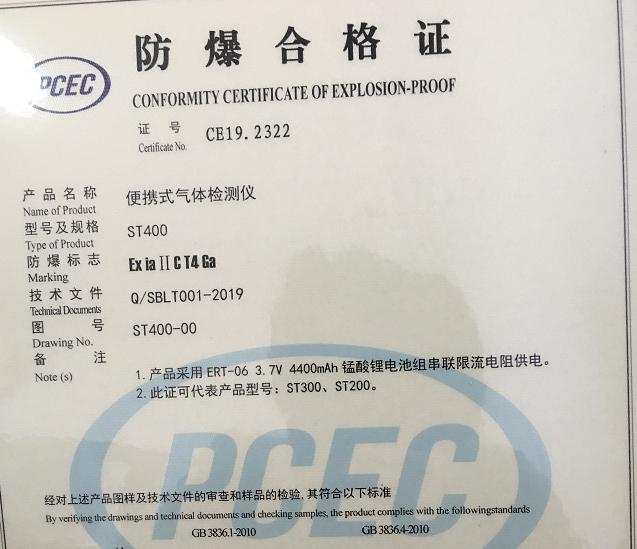 PCEC
防爆合格证
CONFORMITY CERTIFICATE OF EXPLOSION-PROOF
证 号 CE19.2322
Certificate No.
产品名称 便携式气体检测仪
Name of Product
型号及规格 ST400
Type of Product
防爆标志 Ex ia II C T4 Ga
Marking
技术文件 Q/SBLT001-2019
Technical Documents
图 号 ST400-00
Drawing No.
备 注
Note (s)
1.产品采用 ERT-06 3.7V 4400mAh 锰酸锂电池组串联限流电阻供电。
2.此证可代表产品型号：ST300、ST200。
PCEC
经对上述产品图样及技术文件的审查和样品的检验,其符合以下标准
By verifying the drawings and technical documents and checking samples, the product complies with the followingstandards
GB 3836.1-2010 GB 3836.4-2010